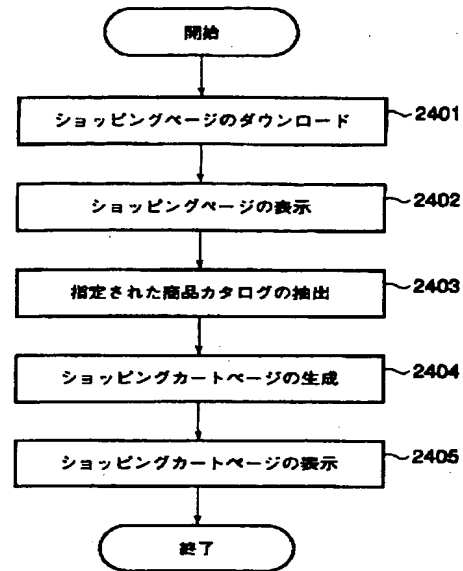 開始
ショッピングページのダウンロード 2401
ショッピングページの表示 2402
指定された商品カタログの抽出 2403
ショッピングカートページの生成 2404
ショッピングカートページの表示 2405
終了